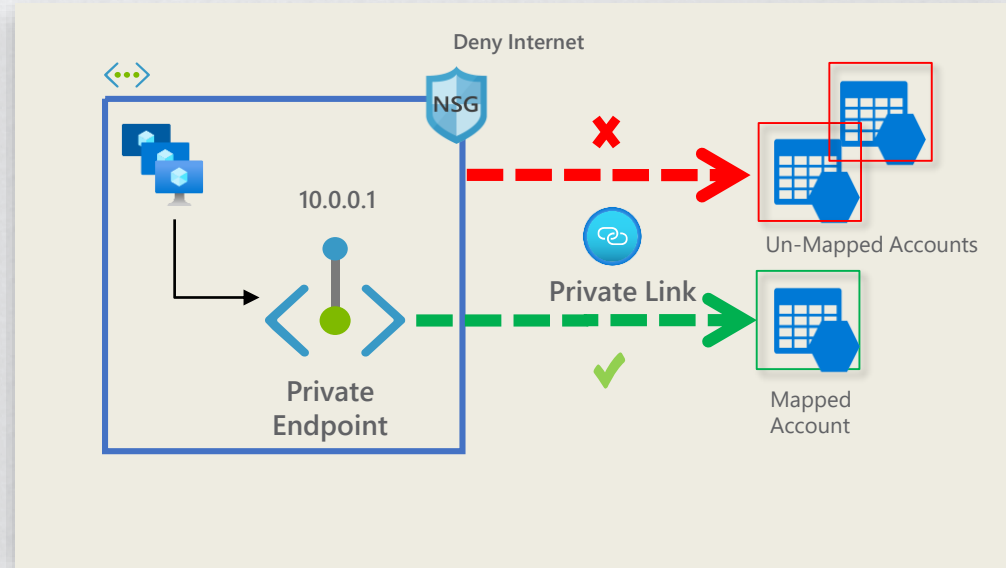 Deny Internet
NSG
10.0.0.1
Un-Mapped Accounts
Private Link
Private
Endpoint
Mapped
Account